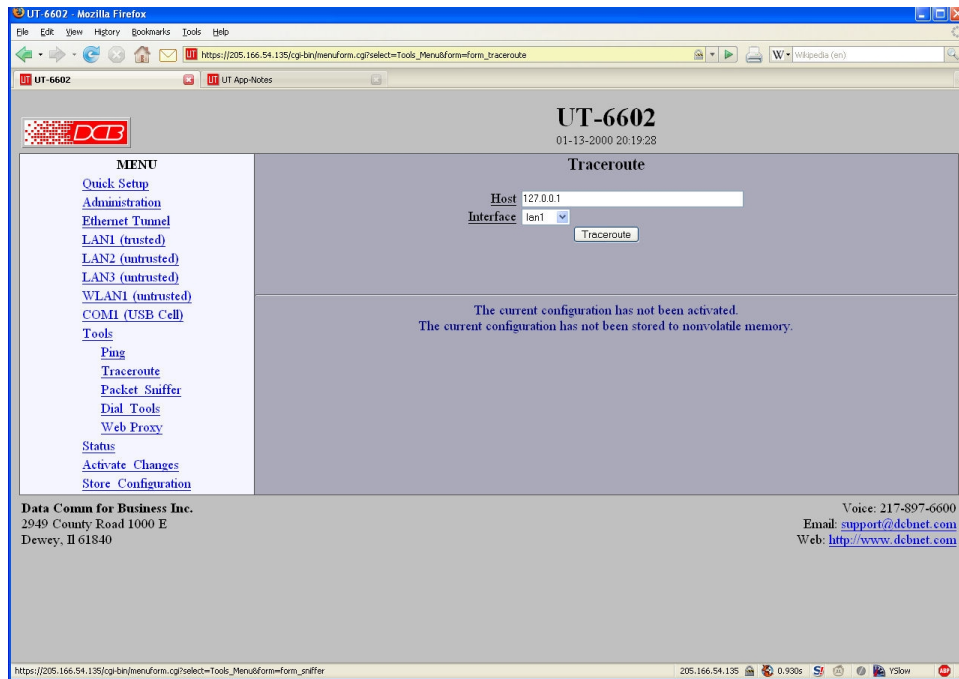 UT-6602 - Mozilla Firefox
File Edit View History Bookmarks Tools Help
https://205.166.54.135/cgi-bin/menuform.cgi?select=Tools_Menu&form=form_traceroute
W Wikipedia (en)
UT UT-6602
UT UT App-Notes
DCB
UT-6602
01-13-2000 20:19:28
MENU
Quick Setup
Administration
Ethernet Tunnel
LAN1 (trusted)
LAN2 (untrusted)
LAN3 (untrusted)
WLAN1 (untrusted)
COM1 (USB Cell)
Tools
Ping
Traceroute
Packet Sniffer
Dial Tools
Web Proxy
Status
Activate Changes
Store Configuration
Traceroute
Host 127.0.0.1
Interface lan1
Traceroute
The current configuration has not been activated.
The current configuration has not been stored to nonvolatile memory.
Data Comm for Business Inc.
2949 County Road 1000 E
Dewey, Il 61840
Voice: 217-897-6600
Email: support@dcbnet.com
Web: http://www.dcbnet.com
https://205.166.54.135/cgi-bin/menuform.cgi?select=Tools_Menu&form=form_sniffer
205.166.54.135 0.930s YSlow ABP